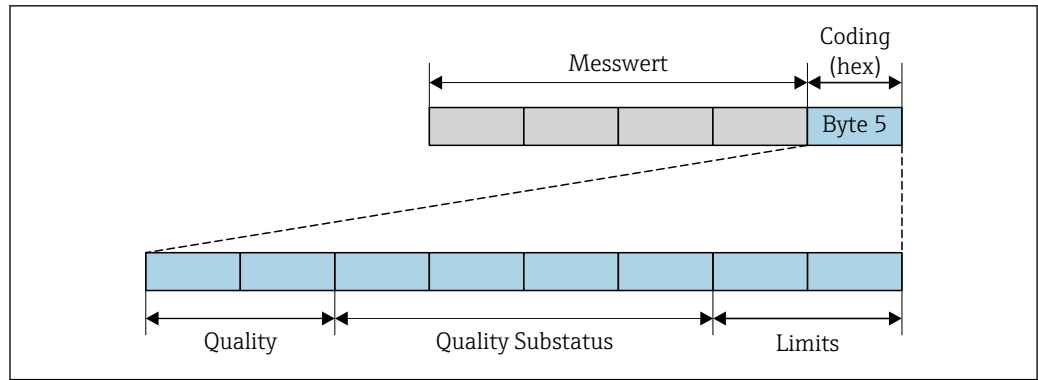 Coding
Messwert
(hex)
Byte 5
Quality
Quality Substatus
Limits